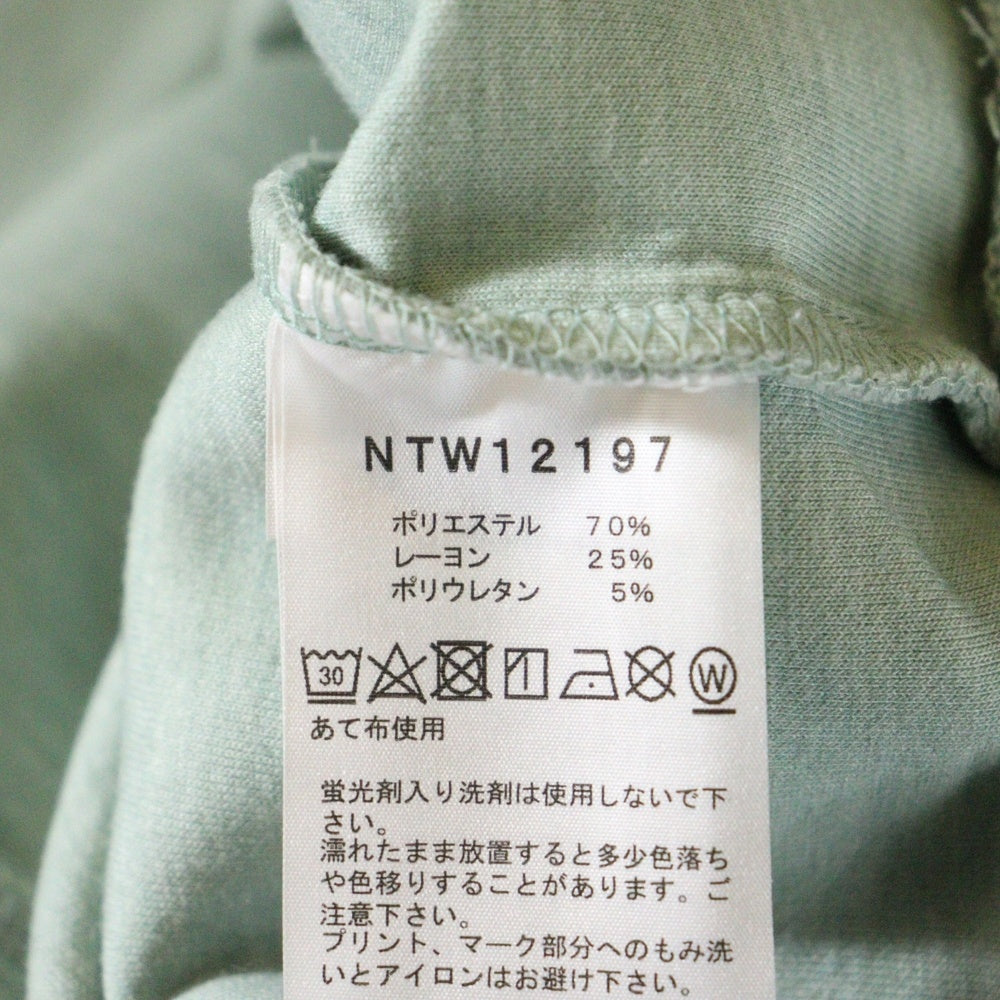 NTW12197
ポリエステル 70%
レーヨン 25%
ポリウレタン 5%
30 W
あて布使用
蛍光剤入り洗剤は使用しないで下
さい。
濡れたまま放置すると多少色落ち
や色移りすることがあります。ご
注意下さい。
プリント、マーク部分へのもみ洗
いとアイロンはお避け下さい。